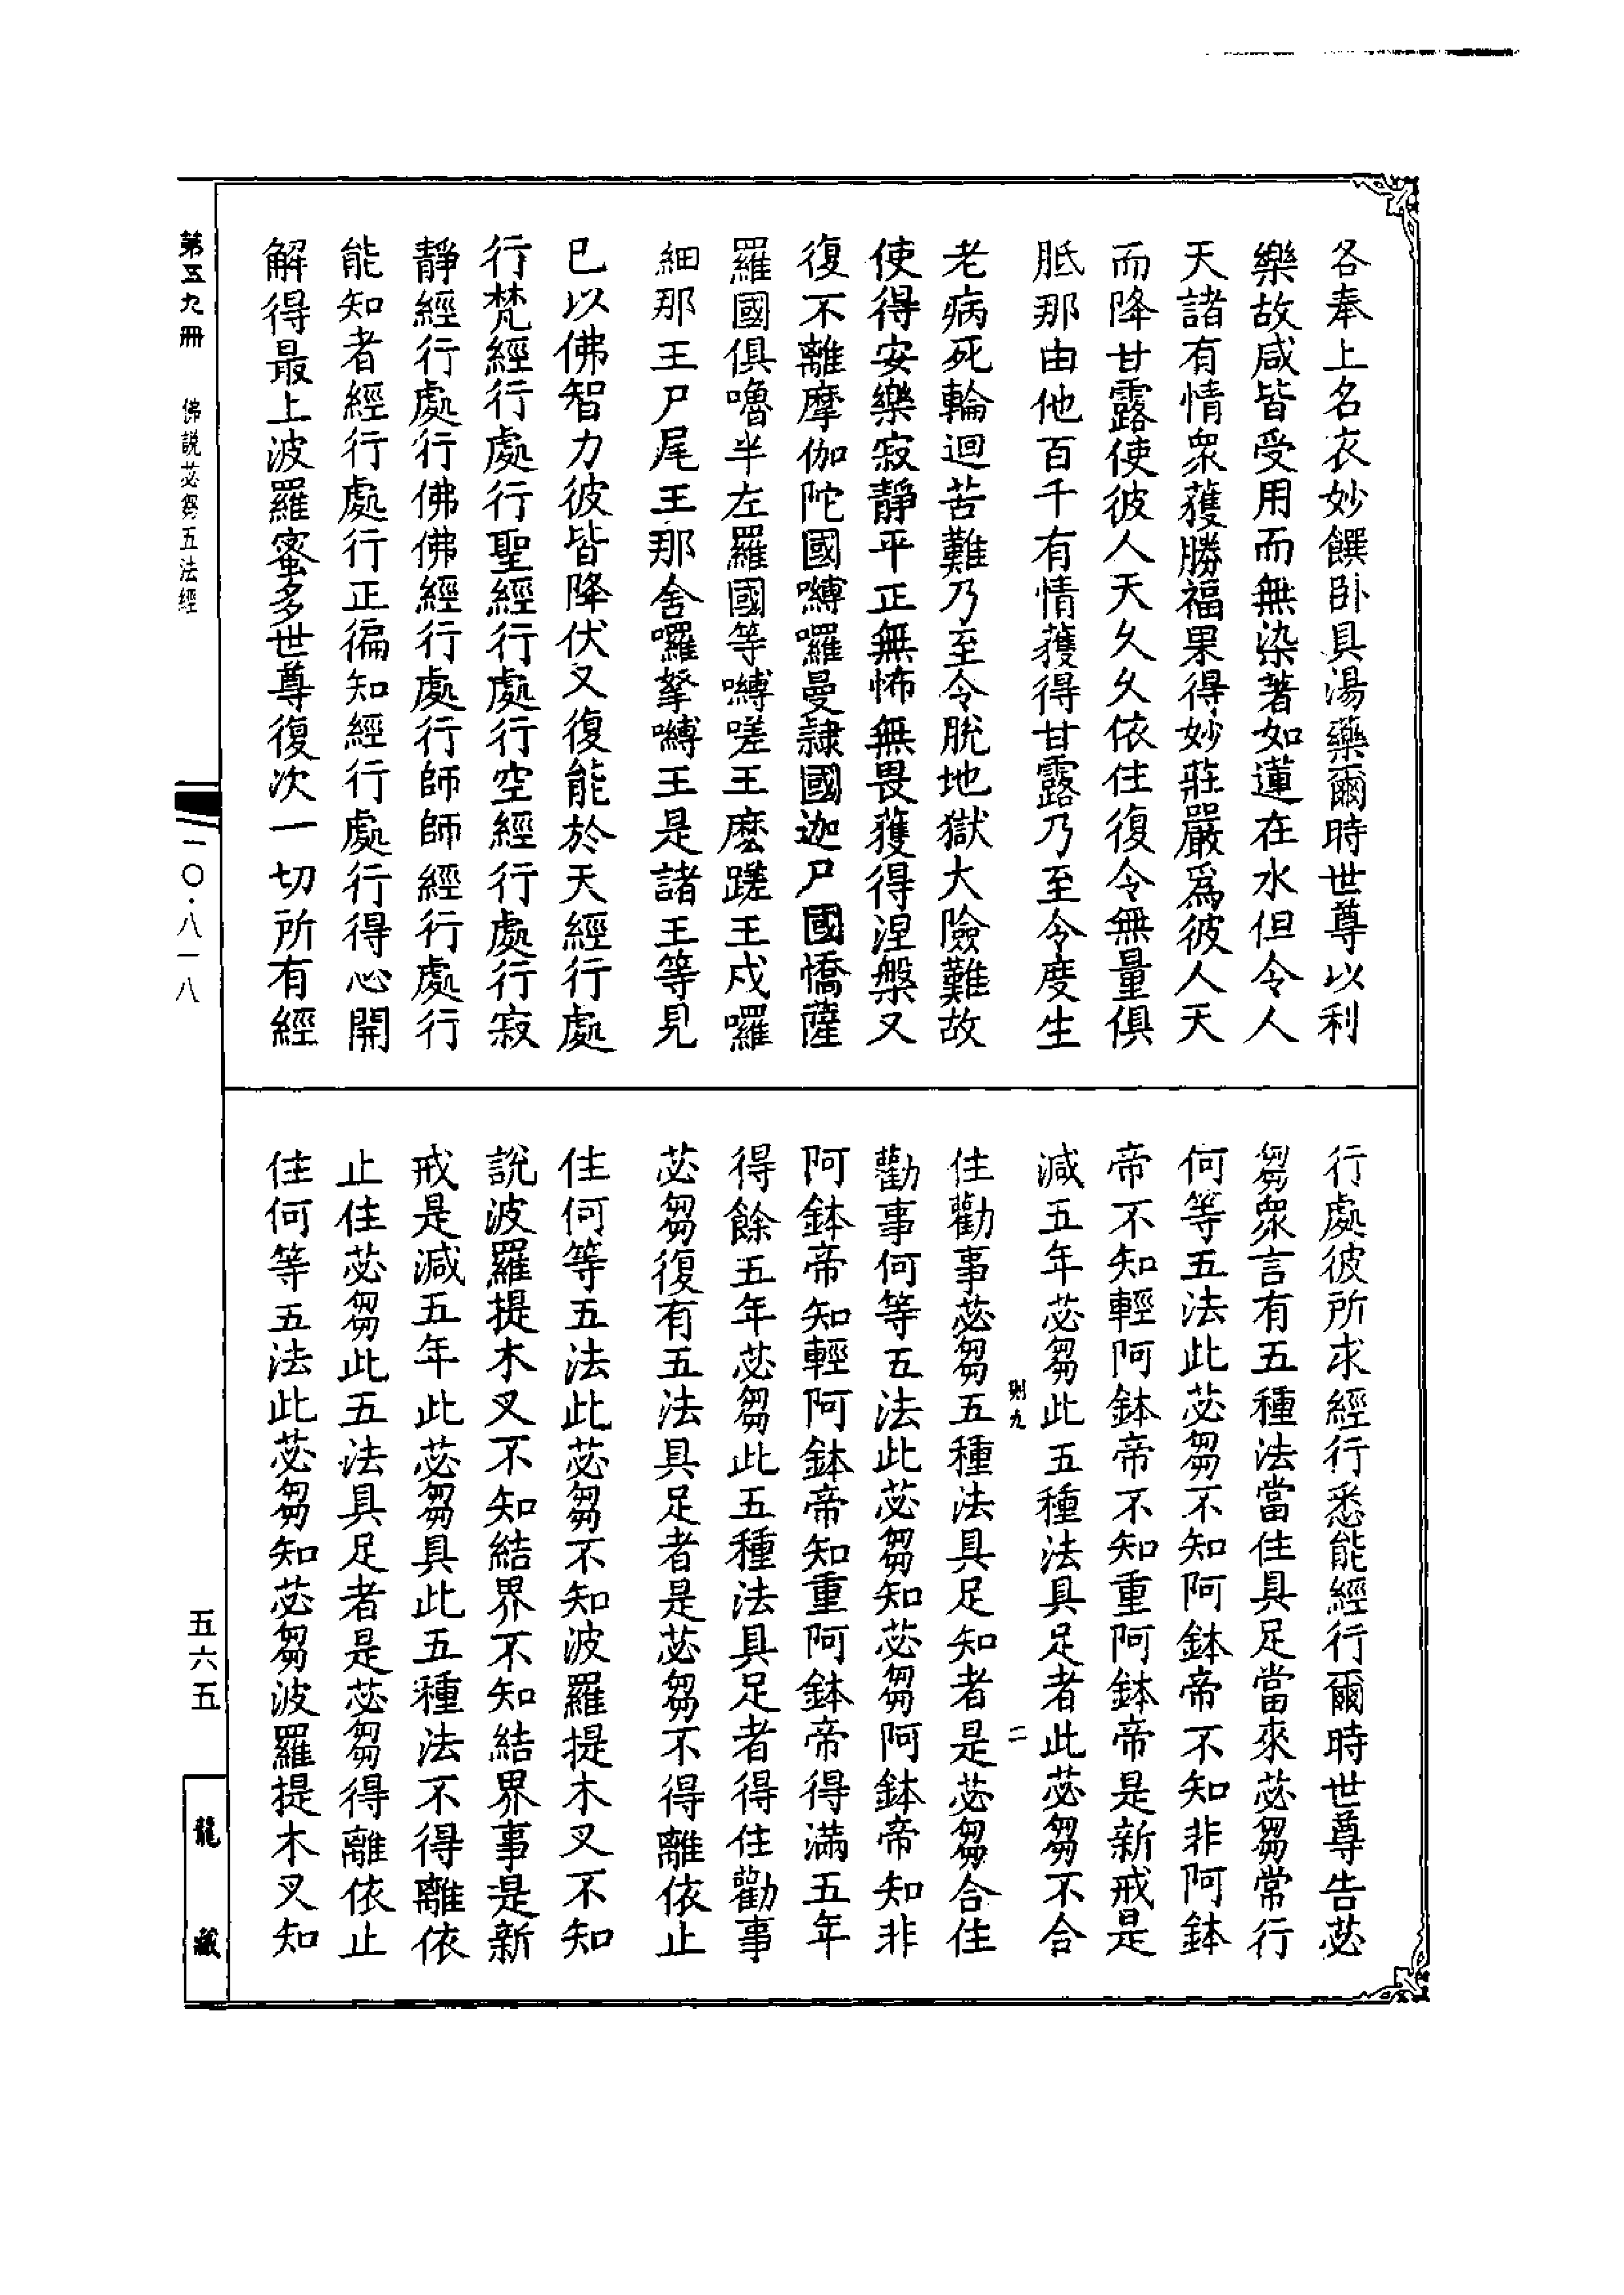 各奉上名衣妙饌卧具湯藥爾時世尊以利
樂故咸皆受用而無染著如蓮在水但令人
天諸有情衆獲勝福果得妙莊嚴爲彼人天
而降甘露使彼人天久久依住復令無量俱
胝那由他百千有情獲得甘露乃至令度生
老病死輪迴苦難乃至令脫地獄大險難故
使得安樂寂靜平正無怖無畏獲得涅槃又
復不離摩伽陀國嚩囉曼隷國迦尸國憍薩
羅國俱嚕半左羅國等嚩嗟王麽蹉王戍囉
細那王尸尾王那舍囉拏嚩王是諸王等見
已以佛智力彼皆降伏又復能於天經行處
行梵經行處行聖經行處行空經行處行寂
靜經行處行佛佛經行處行師師經行處行
能知者經行處行正徧知經行處行得心開
解得最上波羅蜜多世尊復次一切所有經
行處彼所求經行悉能經行爾時世尊告苾
芻衆言有五種法當住具足當來苾芻常行
何等五法此苾芻不知阿鉢帝不知非阿鉢
帝不知輕阿鉢帝不知重阿鉢帝是新戒是
減五年苾芻此五種法具足者此苾芻不合
則九 二
住勸事苾芻五種法具足知者是苾芻合住
勸事何等五法此苾芻知苾芻阿鉢帝知非
阿鉢帝知輕阿鉢帝知重阿鉢帝得滿五年
得餘五年苾芻此五種法具足者得住勸事
苾芻復有五法具足者是苾芻不得離依止
住何等五法此苾芻不知波羅提木叉不知
說波羅提木叉不知結界不知結界事是新
戒是減五年此苾芻具此五種法不得離依
止住苾芻此五法具足者是苾芻得離依止
住何等五法此苾芻知苾芻波羅提木叉知
第五九冊 佛説苾芻五法經
一〇·八一八
五六五
龍藏